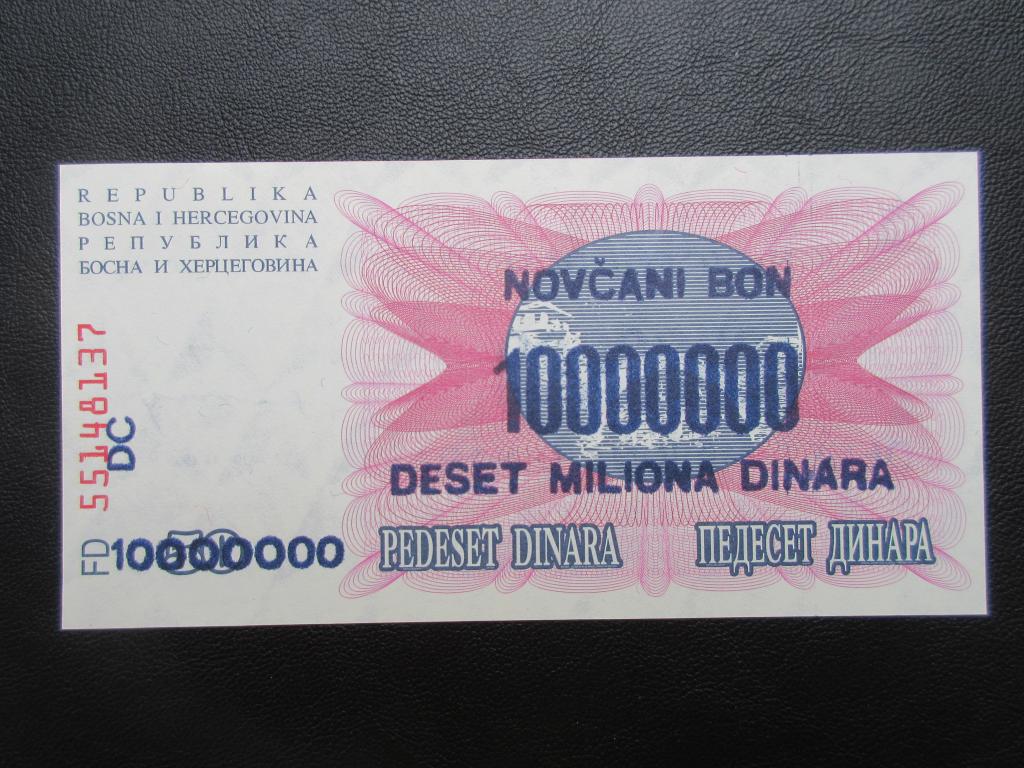 REPUBLIKA
BOSNA I HERCEGOVINA
РЕПУБЛИКА
БОСНА И ХЕРЦЕГОВИНА
NOVČANI BON
10000000
DESET MILIONA DINARA
PEDESET DINARA
ПЕДЕСЕТ ДИНАРА
55148137
DC
FD
10000000
50